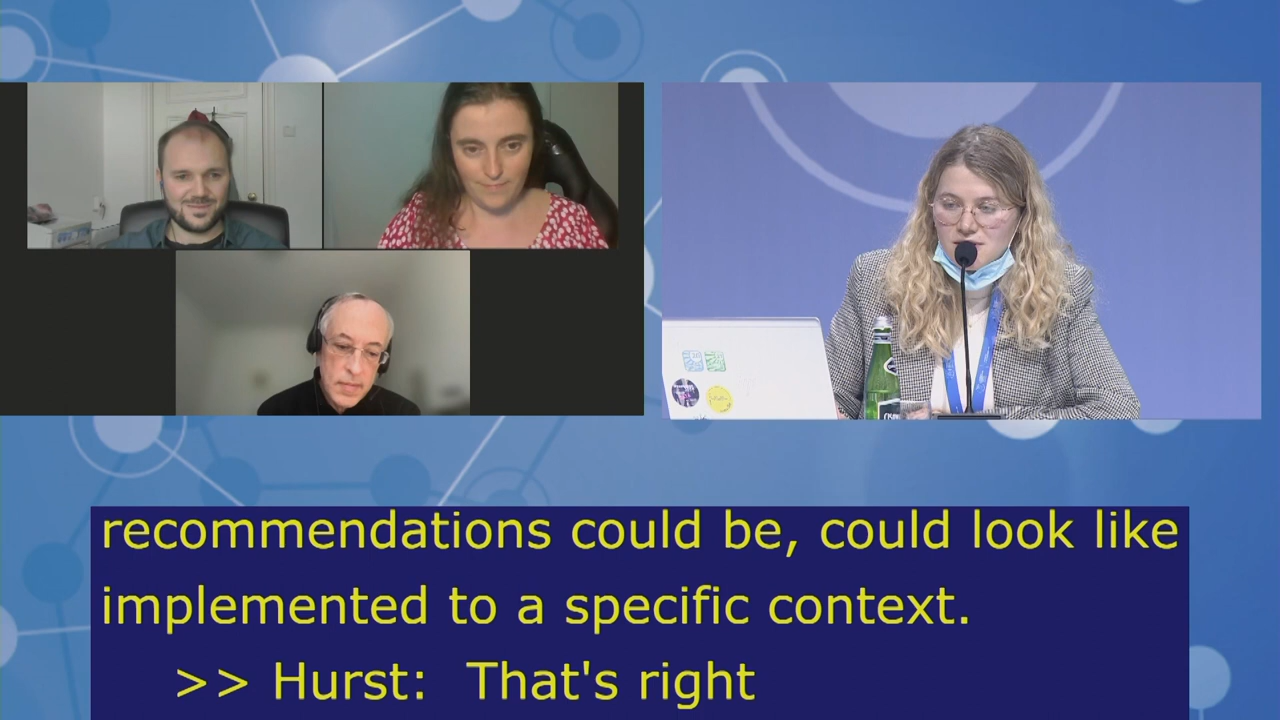 recommendations could be, could look like
implemented to a specific context.
>> Hurst:  That's right